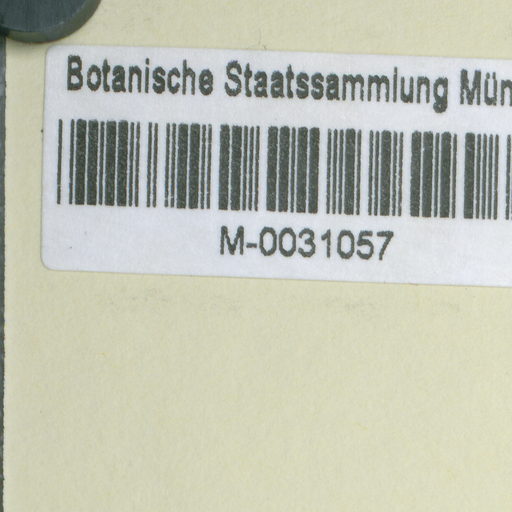 Botanische Staatssammlung Mün
M-0031057